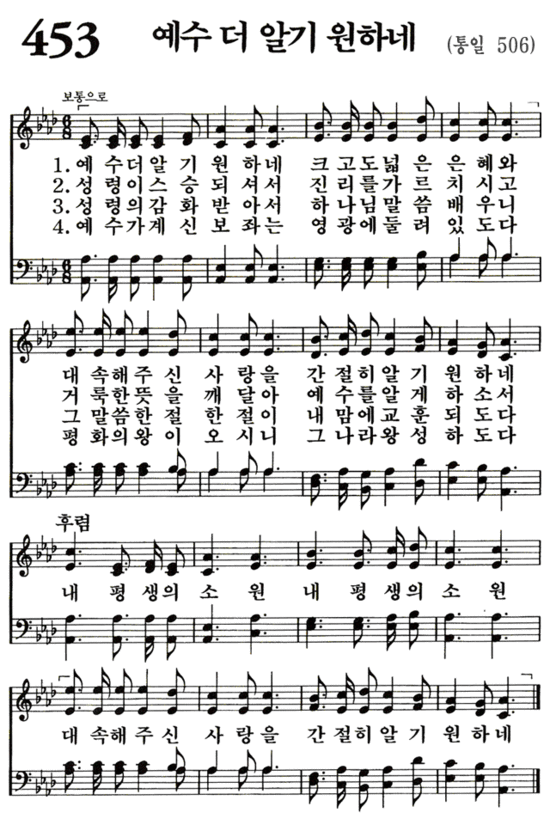 453 예수 더 알기 원하네 (통일 506)
보통으로
1. 예 수 더 알 기 원 하 네 크 고 도 넓 은 은 혜 와
2. 성 령 이 스 승 되 셔 서 진 리 를 가 르 치 시 고
3. 성 령 의 감 화 받 아 서 하 나 님 말 씀 배 우 니
4. 예 수 가 계 신 보 좌 는 영 광 에 둘 려 있 도 다
대 속 해 주 신 사 랑 을 간 절 히 알 기 원 하 네
거 룩 한 뜻 을 깨 달 아 예 수 를 알 게 하 소 서
그 말 씀 한 절 한 절 이 내 맘 에 교 훈 되 도 다
평 화 의 왕 이 오 시 니 그 나 라 왕 성 하 도 다
후렴
내 평 생 의 소 원 내 평 생 의 소 원
대 속 해 주 신 사 랑 을 간 절 히 알 기 원 하 네